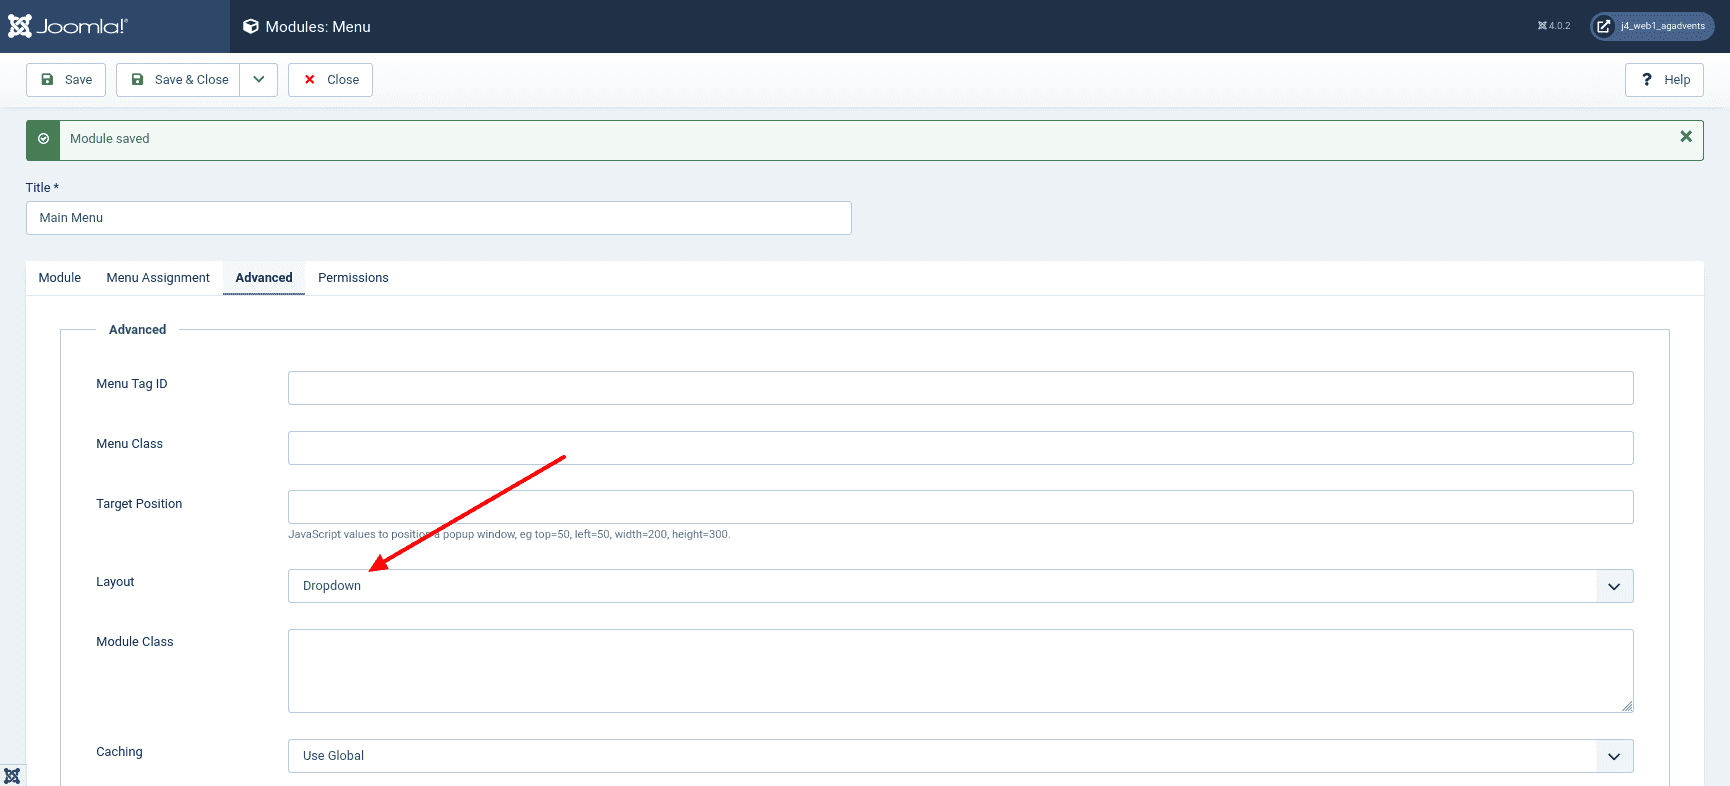 Joomla!
Modules: Menu
4.0.2
j4_web1_agadvents
Save
Save & Close
Close
? Help
Module saved
Title *
Main Menu
Module
Menu Assignment
Advanced
Permissions
Advanced
Menu Tag ID
Menu Class
Target Position
JavaScript values to position a popup window, eg top=50, left=50, width=200, height=300.
Layout
Dropdown
Module Class
Caching
Use Global